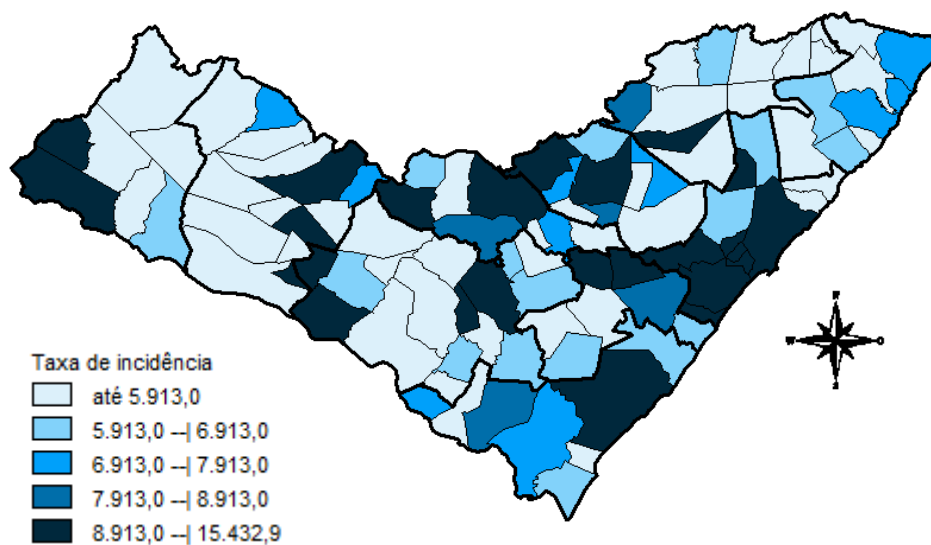 Taxa de incidência
até 5.913,0
5.913,0 --| 6.913,0
6.913,0 --| 7.913,0
7.913,0 --| 8.913,0
8.913,0 --| 15.432,9